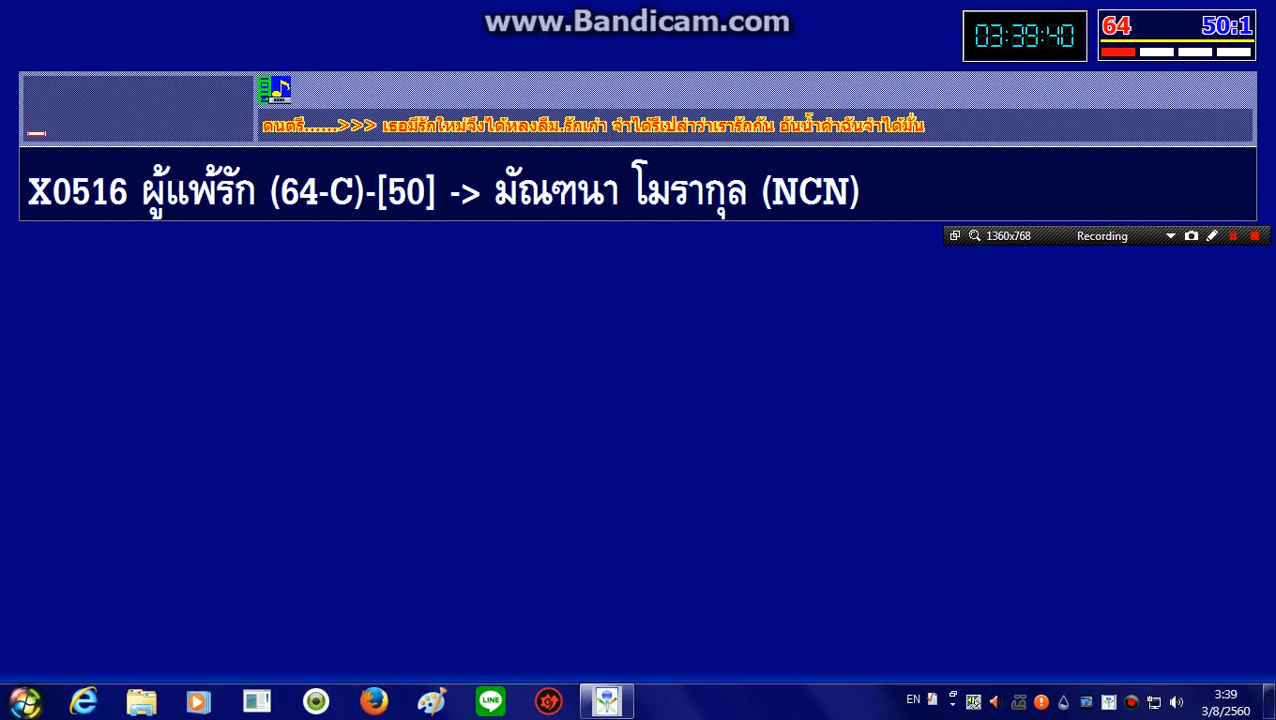 www.Bandicam.com
03:39:40
64 50:1
ดนตรี......>>> เธอมีรักใหม่จึงได้หลงลืม.รักเก่า จำได้รึเปล่าว่าเรารักกัน อันน้ำคำฉันจำได้มั่น
X0516 ผู้แพ้รัก (64-C)-[50] -> มัณฑนา โมรากุล (NCN)
1360x768 Recording
LINE
EN
3:39
3/8/2560